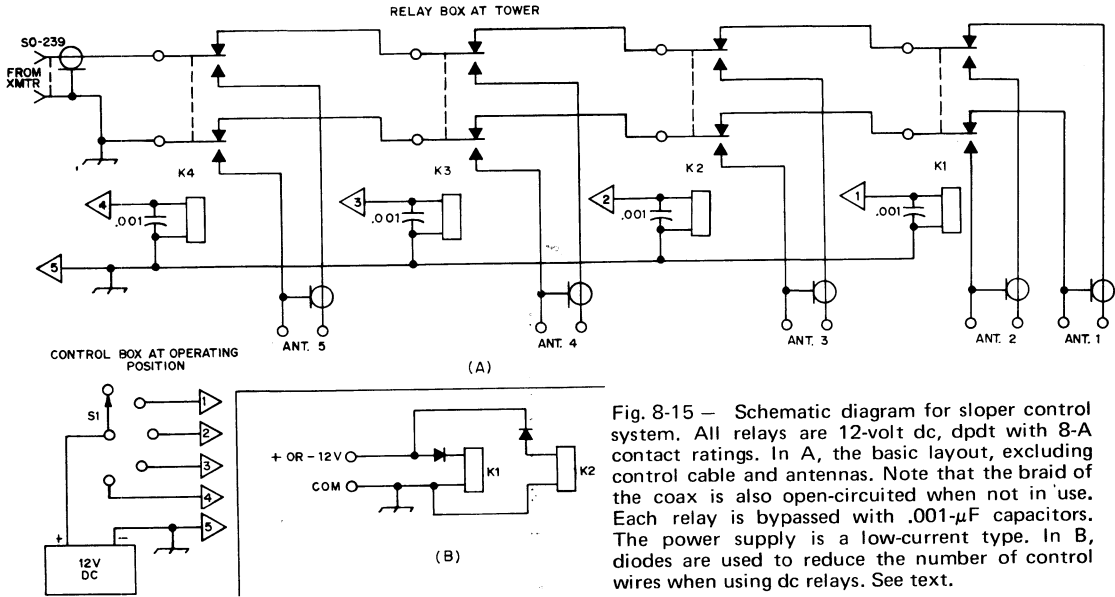 RELAY BOX AT TOWER
SO-239
FROM
XMTR
K4
K3
K2
K1
4
.001
3
.001
2
.001
1
.001
5
ANT. 5
ANT. 4
ANT. 3
ANT. 2
ANT. 1
(A)
CONTROL BOX AT OPERATING
POSITION
S1
1
2
3
4
5
+
–
12V
DC
+ OR – 12V
COM
K1
K2
(B)
Fig. 8-15 — Schematic diagram for sloper control
system. All relays are 12-volt dc, dpdt with 8-A
contact ratings. In A, the basic layout, excluding
control cable and antennas. Note that the braid of
the coax is also open-circuited when not in use.
Each relay is bypassed with .001-μF capacitors.
The power supply is a low-current type. In B,
diodes are used to reduce the number of control
wires when using dc relays. See text.